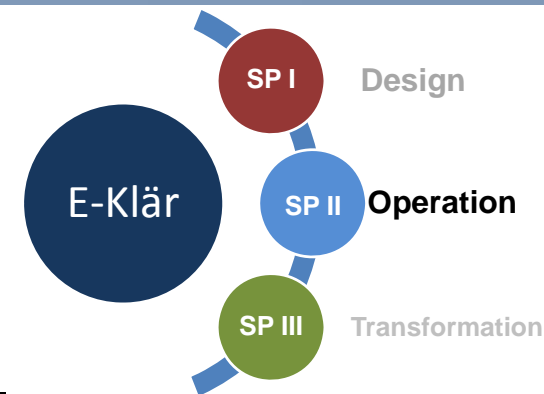 SP I
Design
E-Klär
SP II
Operation
SP III
Transformation